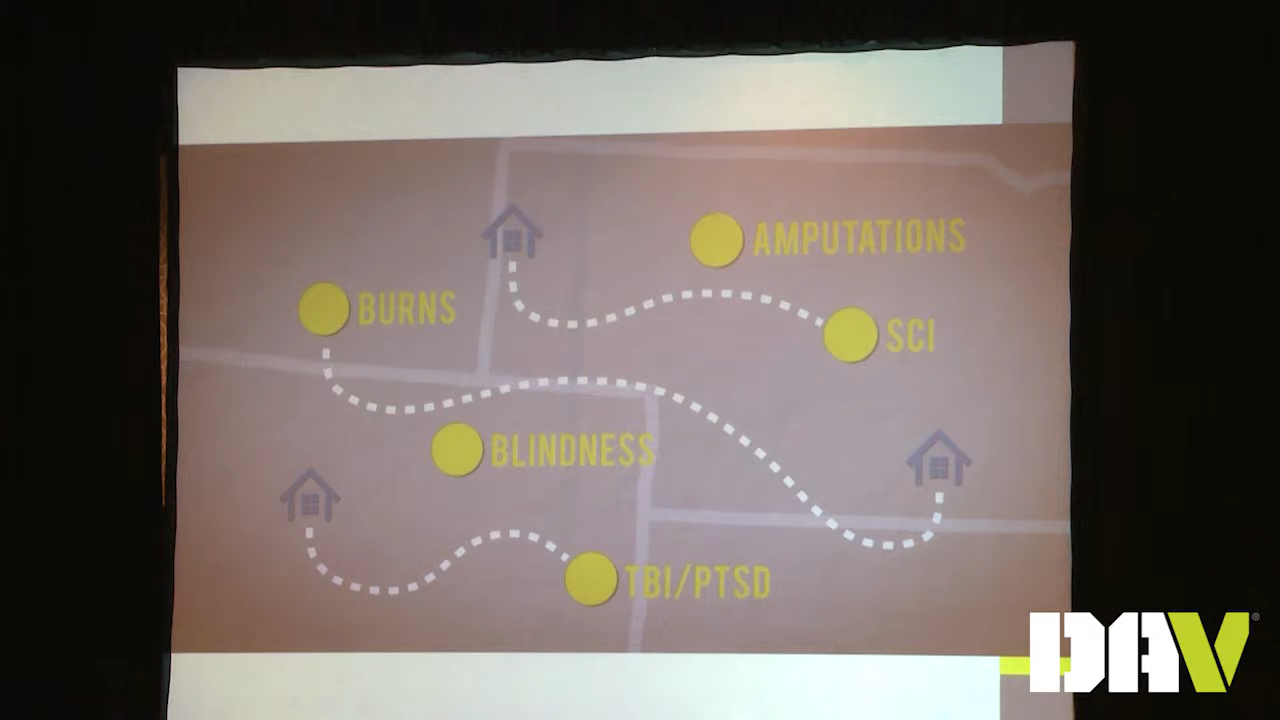 AMPUTATIONS
BURNS
SCI
BLINDNESS
TBI/PTSD
DAV®